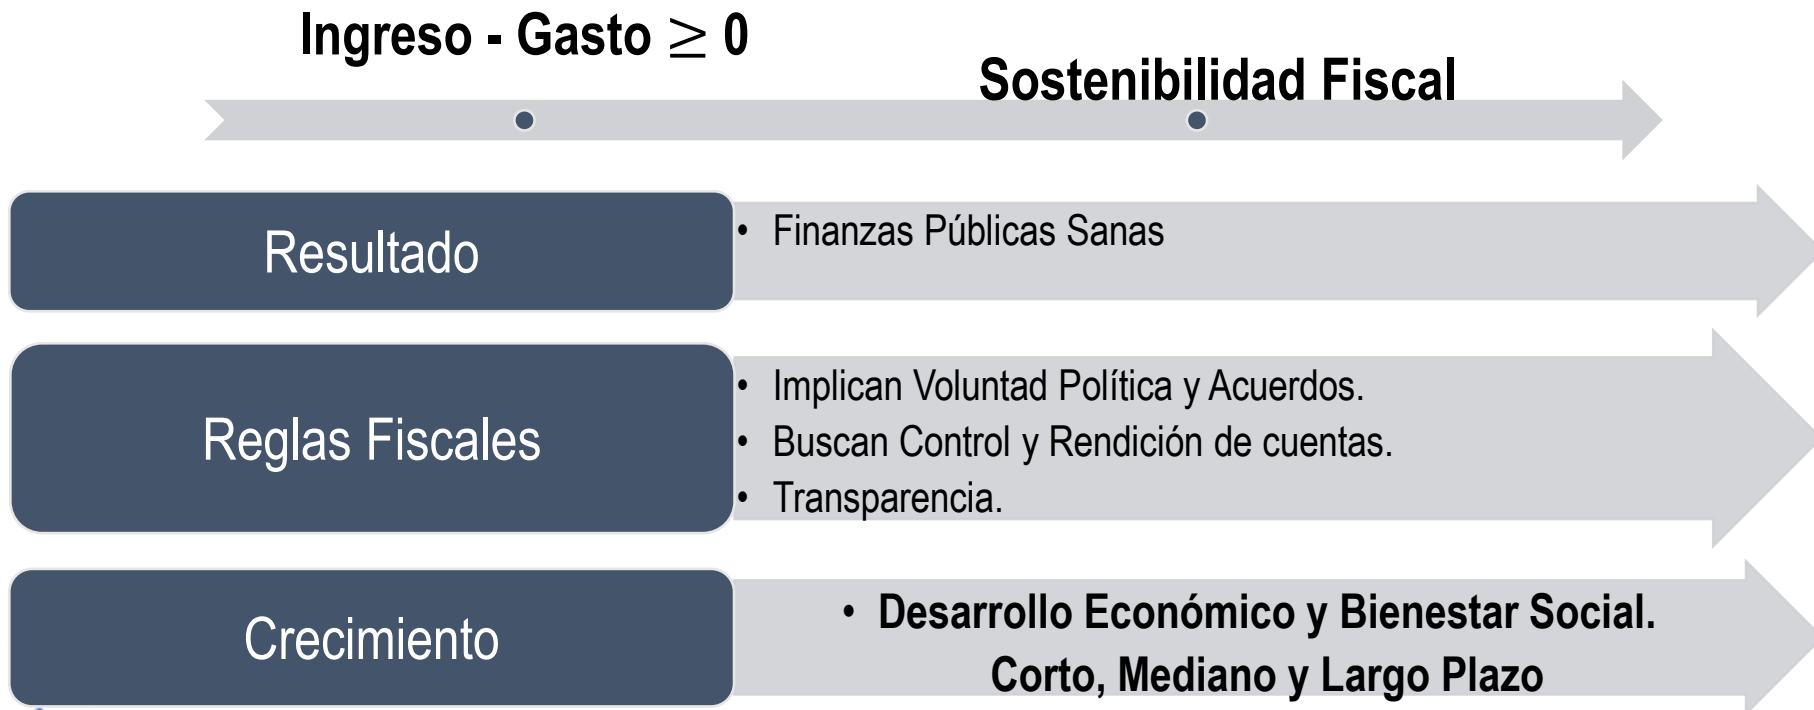 Ingreso - Gasto ≥ 0
Sostenibilidad Fiscal
Resultado
• Finanzas Públicas Sanas
Reglas Fiscales
• Implican Voluntad Política y Acuerdos.
• Buscan Control y Rendición de cuentas.
• Transparencia.
Crecimiento
• Desarrollo Económico y Bienestar Social.
Corto, Mediano y Largo Plazo